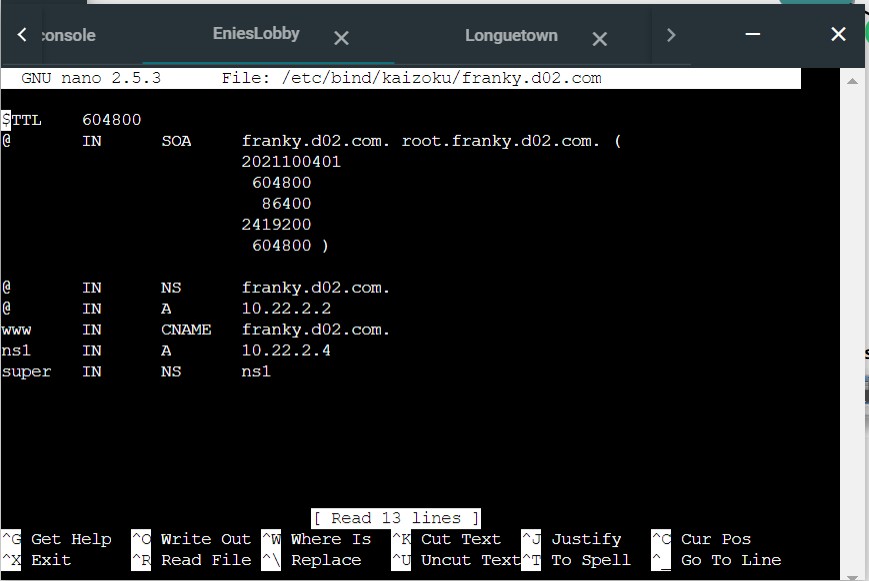 console EniesLobby Longuetown
GNU nano 2.5.3 File: /etc/bind/kaizoku/franky.d02.com
$TTL 604800
@ IN SOA franky.d02.com. root.franky.d02.com. (
2021100401
604800
86400
2419200
604800 )
@ IN NS franky.d02.com.
@ IN A 10.22.2.2
www IN CNAME franky.d02.com.
ns1 IN A 10.22.2.4
super IN NS ns1
[ Read 13 lines ]
^G Get Help ^O Write Out ^W Where Is ^K Cut Text ^J Justify ^C Cur Pos
^X Exit ^R Read File ^\ Replace ^U Uncut Text ^T To Spell ^_ Go To Line